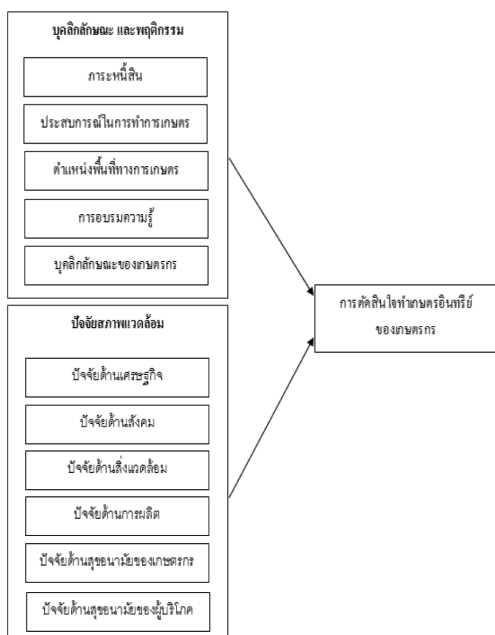 บุคลิกลักษณะ และพฤติกรรม
ภาระหนี้สิน
ประสบการณ์ในการทำการเกษตร
ตำแหน่งพื้นที่ทางการเกษตร
การอบรมความรู้
บุคลิกลักษณะของเกษตรกร
การตัดสินใจทำเกษตรอินทรีย์
ของเกษตรกร
ปัจจัยสภาพแวดล้อม
ปัจจัยด้านเศรษฐกิจ
ปัจจัยด้านสังคม
ปัจจัยด้านสิ่งแวดล้อม
ปัจจัยด้านการผลิต
ปัจจัยด้านสุขอนามัยของเกษตรกร
ปัจจัยด้านสุขอนามัยของผู้บริโภค